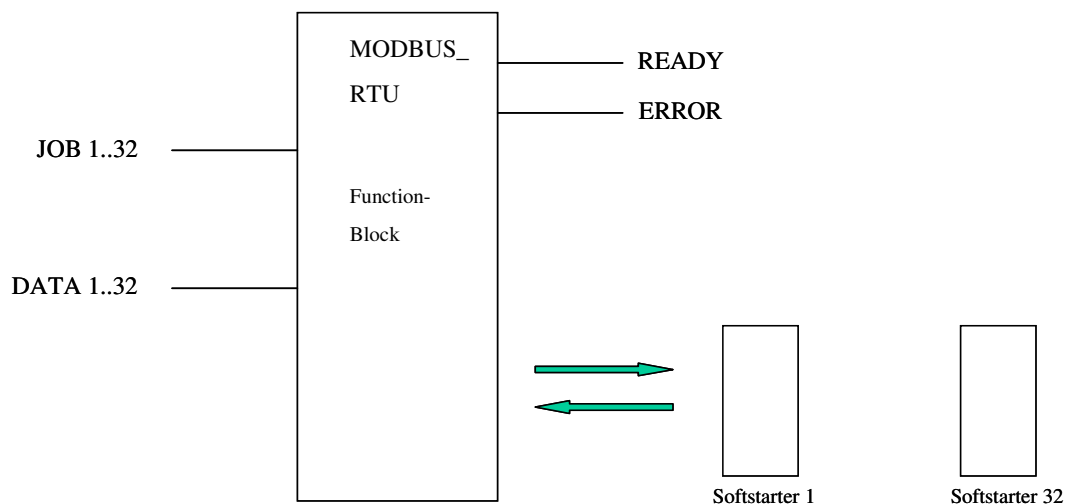 MODBUS_
RTU
READY
ERROR
JOB 1..32
Function-
Block
DATA 1..32
Softstarter 1
Softstarter 32